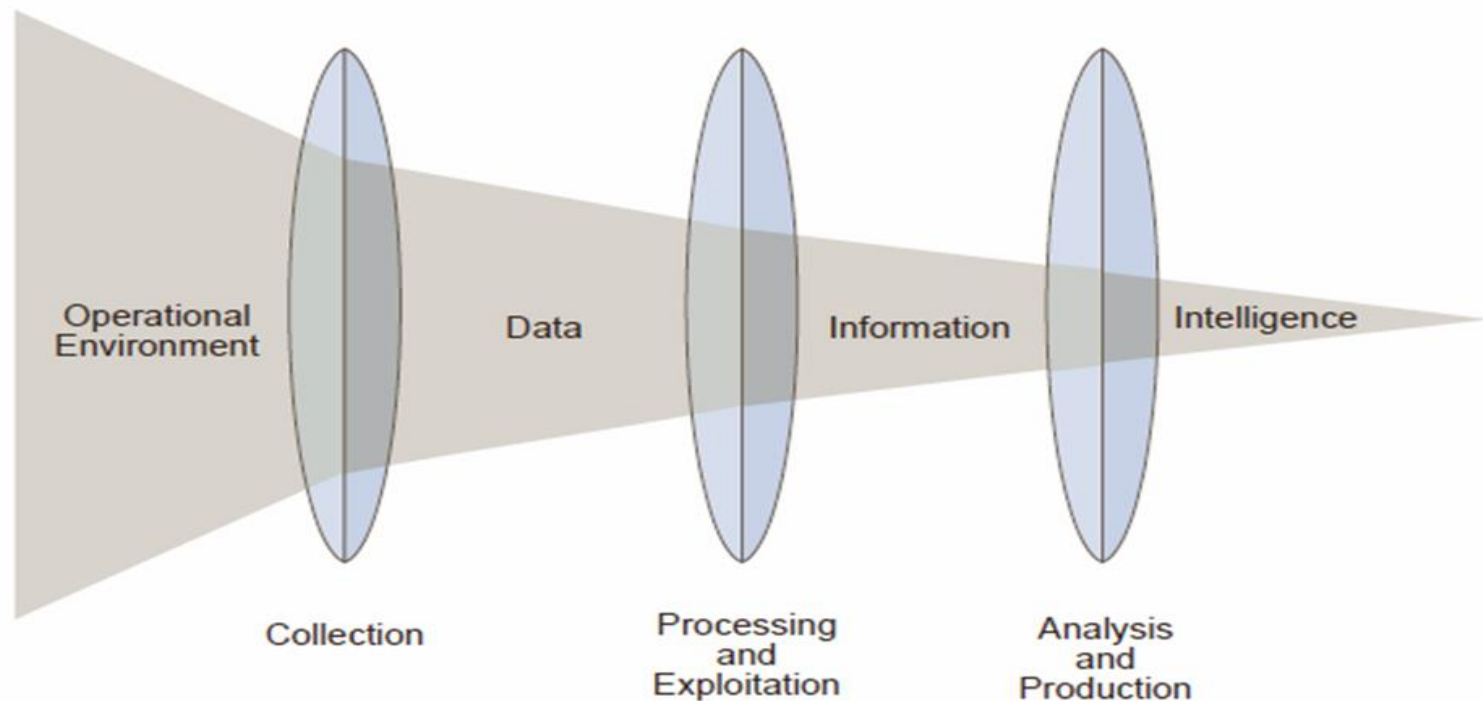 Operational
Environment
Data
Information
Intelligence
Collection
Processing
and
Exploitation
Analysis
and
Production